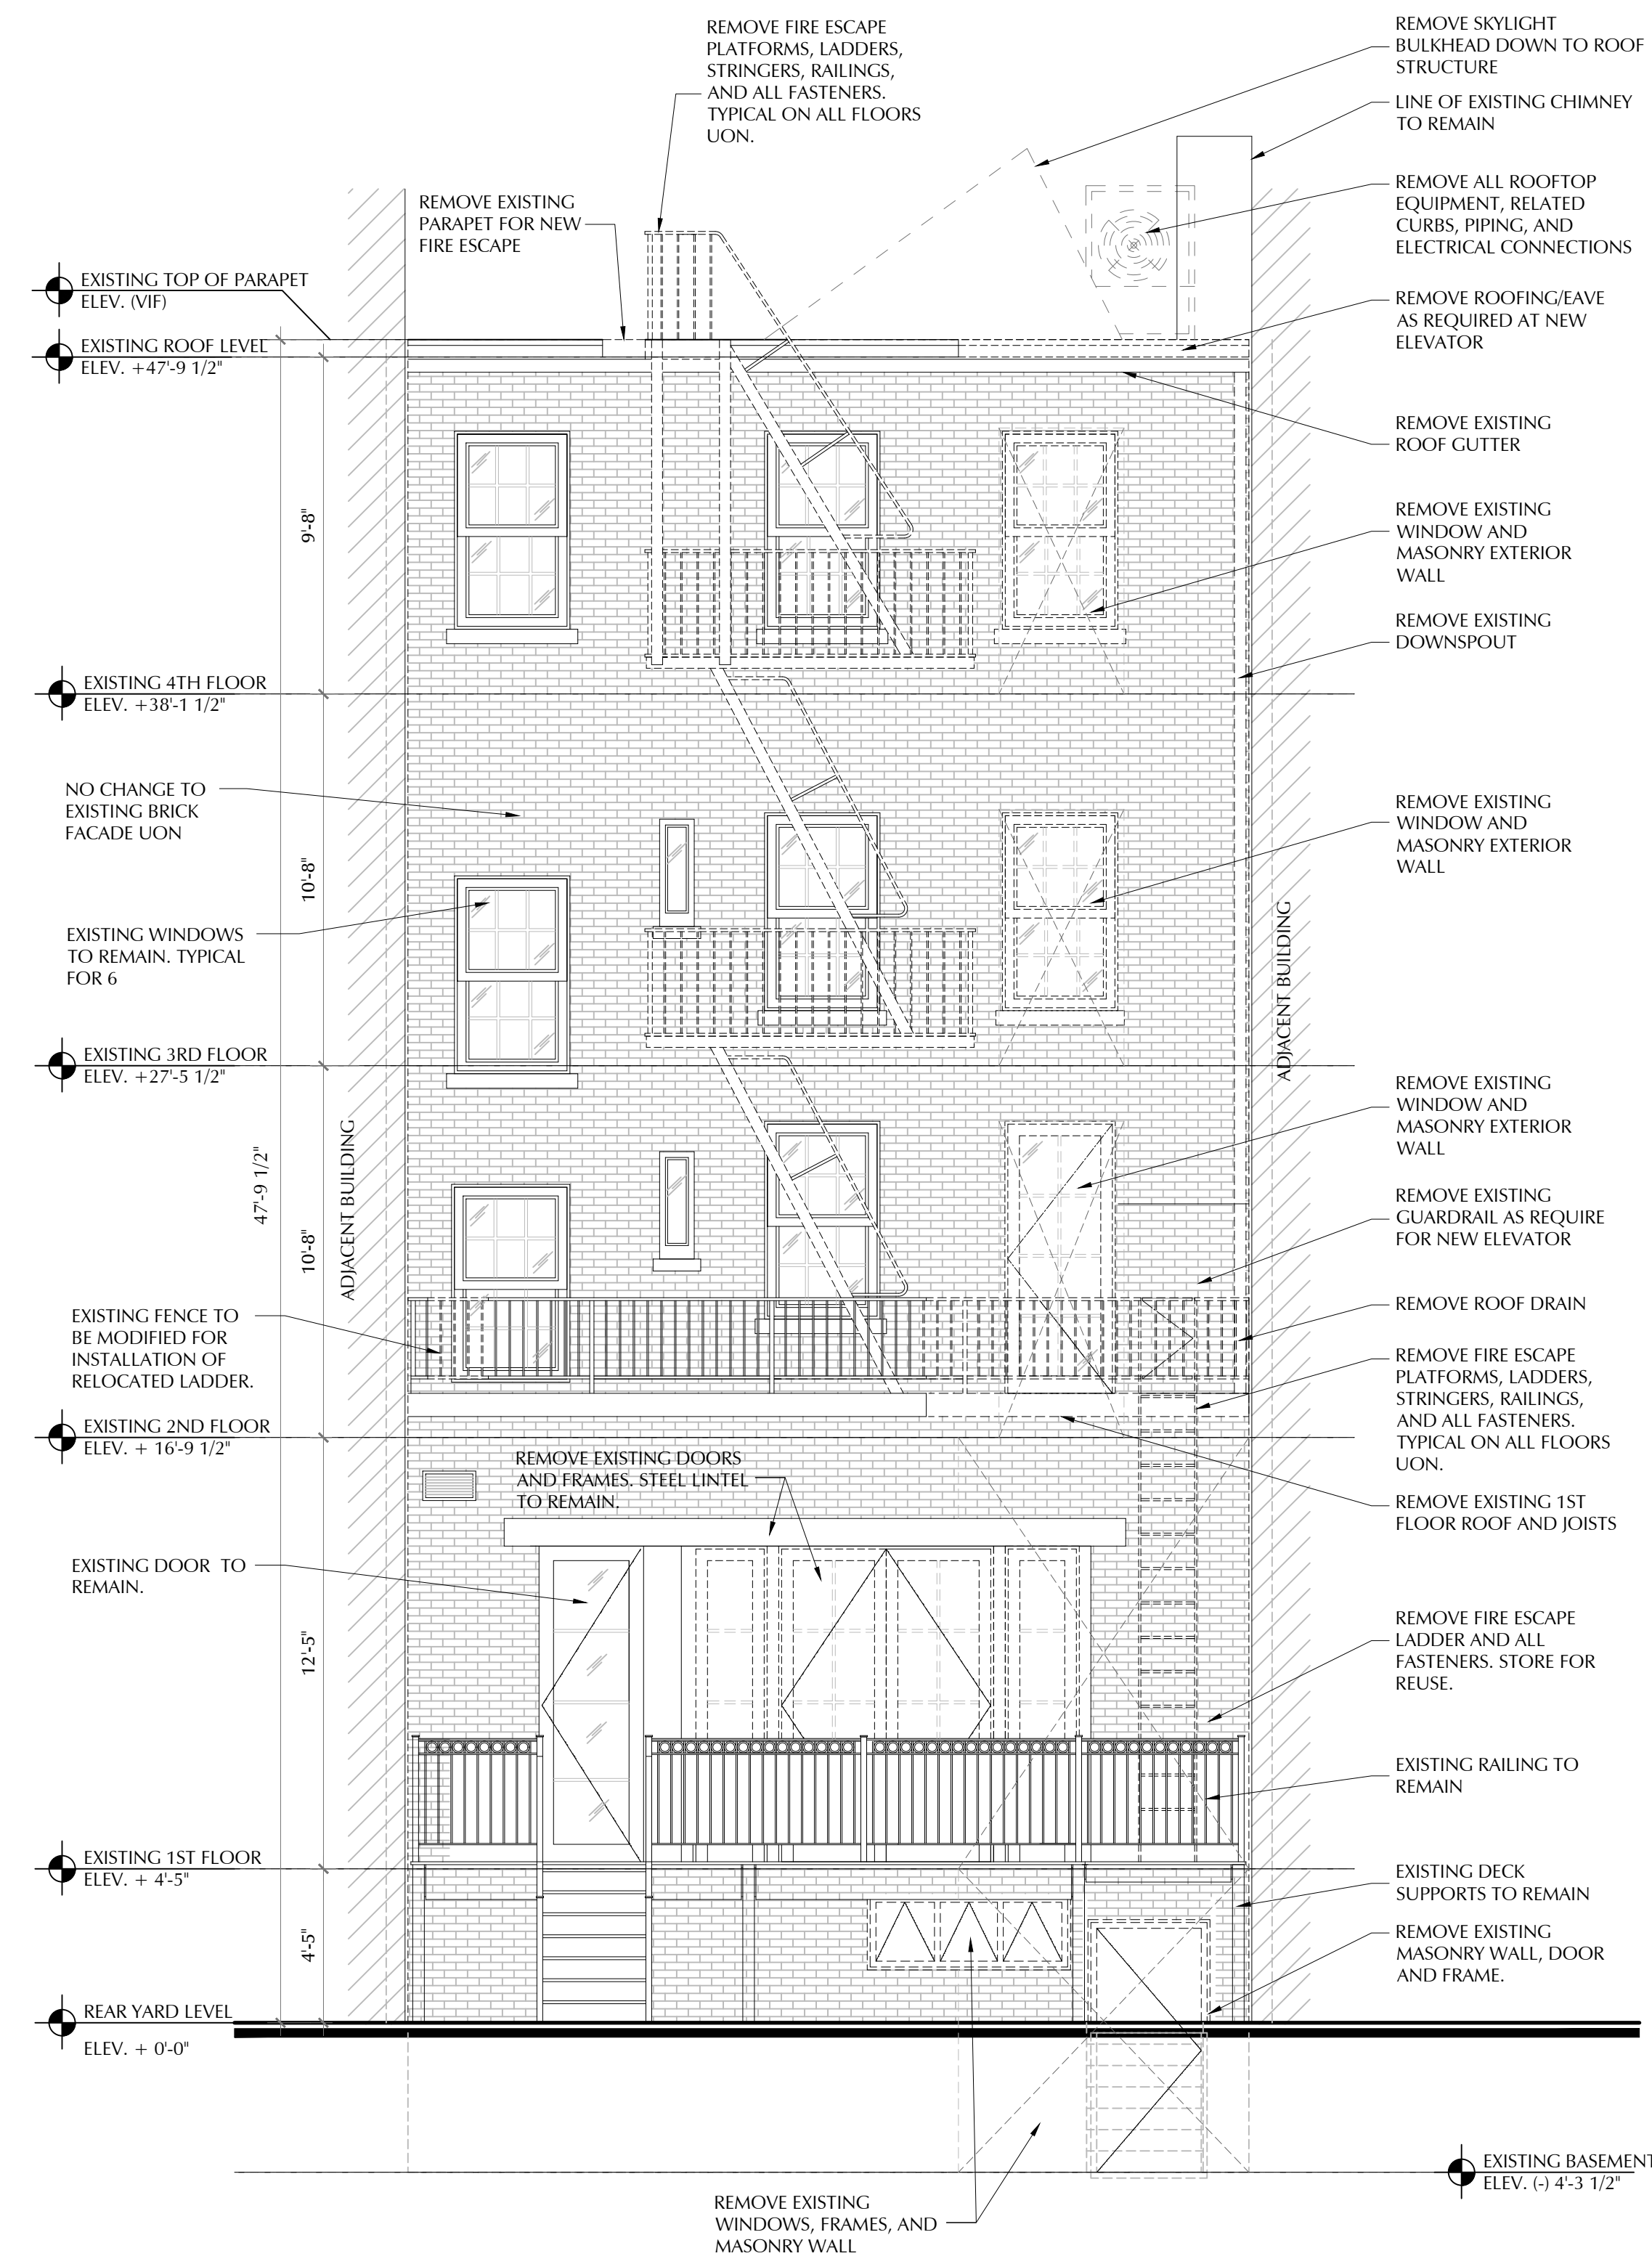 REMOVE FIRE ESCAPE
PLATFORMS, LADDERS,
STRINGERS, RAILINGS,
AND ALL FASTENERS.
TYPICAL ON ALL FLOORS
UON.
REMOVE SKYLIGHT
BULKHEAD DOWN TO ROOF
STRUCTURE
LINE OF EXISTING CHIMNEY
TO REMAIN
REMOVE ALL ROOFTOP
EQUIPMENT, RELATED
CURBS, PIPING, AND
ELECTRICAL CONNECTIONS
REMOVE EXISTING
PARAPET FOR NEW
FIRE ESCAPE
EXISTING TOP OF PARAPET
ELEV. (VIF)
REMOVE ROOFING/EAVE
AS REQUIRED AT NEW
ELEVATOR
EXISTING ROOF LEVEL
ELEV. +47'-9 1/2"
REMOVE EXISTING
ROOF GUTTER
9'-8"
REMOVE EXISTING
WINDOW AND
MASONRY EXTERIOR
WALL
REMOVE EXISTING
DOWNSPOUT
EXISTING 4TH FLOOR
ELEV. +38'-1 1/2"
NO CHANGE TO
EXISTING BRICK
FACADE UON
REMOVE EXISTING
WINDOW AND
MASONRY EXTERIOR
WALL
10'-8"
EXISTING WINDOWS
TO REMAIN. TYPICAL
FOR 6
ADJACENT BUILDING
EXISTING 3RD FLOOR
ELEV. +27'-5 1/2"
REMOVE EXISTING
WINDOW AND
MASONRY EXTERIOR
WALL
47'-9 1/2"
10'-8"
ADJACENT BUILDING
REMOVE EXISTING
GUARDRAIL AS REQUIRE
FOR NEW ELEVATOR
REMOVE ROOF DRAIN
EXISTING FENCE TO
BE MODIFIED FOR
INSTALLATION OF
RELOCATED LADDER.
REMOVE FIRE ESCAPE
PLATFORMS, LADDERS,
STRINGERS, RAILINGS,
AND ALL FASTENERS.
TYPICAL ON ALL FLOORS
UON.
EXISTING 2ND FLOOR
ELEV. + 16'-9 1/2"
REMOVE EXISTING DOORS
AND FRAMES. STEEL LINTEL
TO REMAIN.
REMOVE EXISTING 1ST
FLOOR ROOF AND JOISTS
EXISTING DOOR TO
REMAIN.
12'-5"
REMOVE FIRE ESCAPE
LADDER AND ALL
FASTENERS. STORE FOR
REUSE.
EXISTING RAILING TO
REMAIN
EXISTING 1ST FLOOR
ELEV. + 4'-5"
EXISTING DECK
SUPPORTS TO REMAIN
4'-5"
REMOVE EXISTING
MASONRY WALL, DOOR
AND FRAME.
REAR YARD LEVEL
ELEV. + 0'-0"
EXISTING BASEMENT
ELEV. (-) 4'-3 1/2"
REMOVE EXISTING
WINDOWS, FRAMES, AND
MASONRY WALL